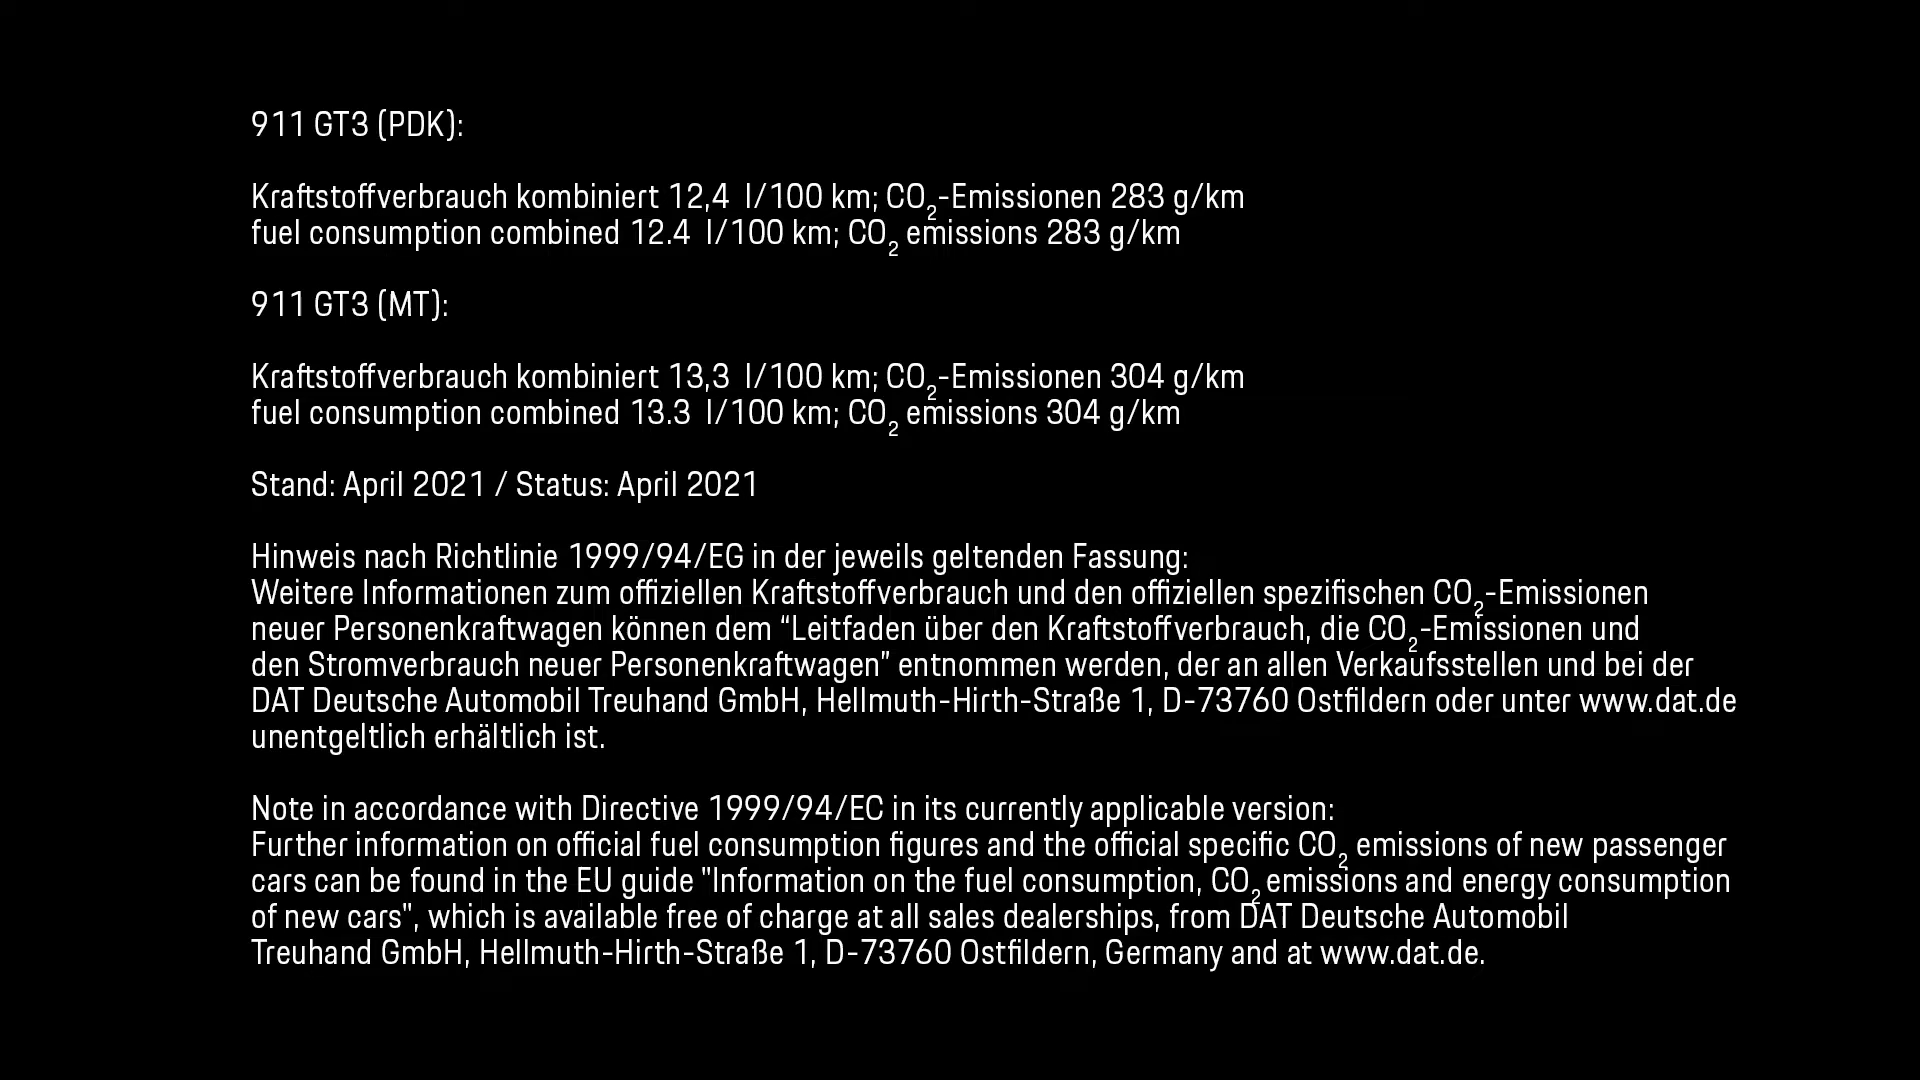 911 GT3 (PDK):
Kraftstoffverbrauch kombiniert 12,4 l/100 km; CO₂-Emissionen 283 g/km
fuel consumption combined 12.4 l/100 km; CO₂ emissions 283 g/km
911 GT3 (MT):
Kraftstoffverbrauch kombiniert 13,3 l/100 km; CO₂-Emissionen 304 g/km
fuel consumption combined 13.3 l/100 km; CO₂ emissions 304 g/km
Stand: April 2021 / Status: April 2021
Hinweis nach Richtlinie 1999/94/EG in der jeweils geltenden Fassung:
Weitere Informationen zum offiziellen Kraftstoffverbrauch und den offiziellen spezifischen CO₂-Emissionen
neuer Personenkraftwagen können dem “Leitfaden über den Kraftstoffverbrauch, die CO₂-Emissionen und
den Stromverbrauch neuer Personenkraftwagen” entnommen werden, der an allen Verkaufsstellen und bei der
DAT Deutsche Automobil Treuhand GmbH, Hellmuth-Hirth-Straße 1, D-73760 Ostfildern oder unter www.dat.de
unentgeltlich erhältlich ist.
Note in accordance with Directive 1999/94/EC in its currently applicable version:
Further information on official fuel consumption figures and the official specific CO₂ emissions of new passenger
cars can be found in the EU guide "Information on the fuel consumption, CO₂ emissions and energy consumption
of new cars", which is available free of charge at all sales dealerships, from DAT Deutsche Automobil
Treuhand GmbH, Hellmuth-Hirth-Straße 1, D-73760 Ostfildern, Germany and at www.dat.de.